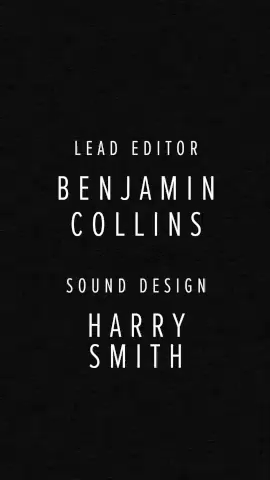 LEAD EDITOR
BENJAMIN
COLLINS
SOUND DESIGN
HARRY
SMITH